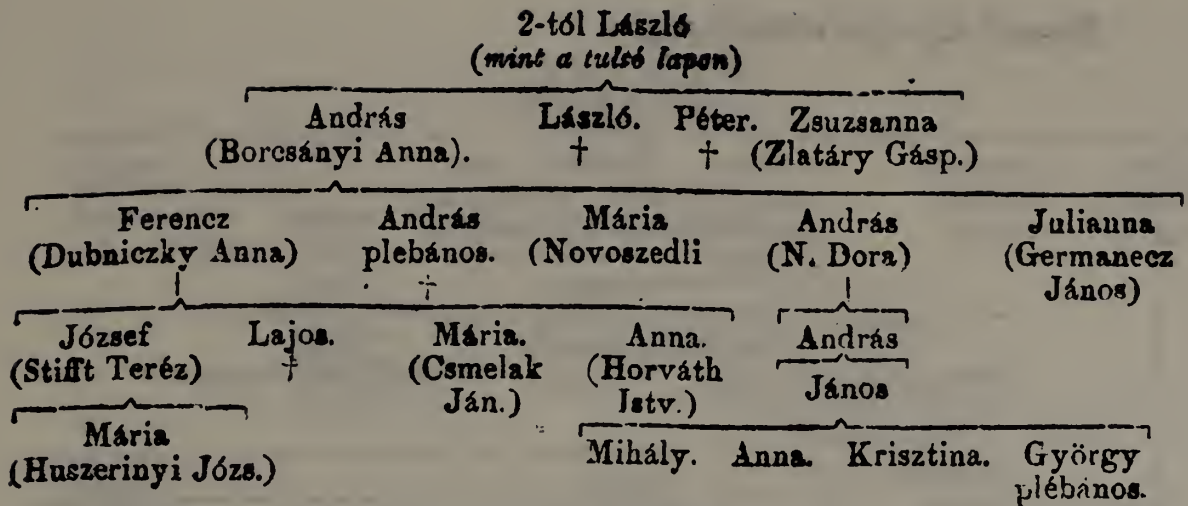 2-tól László
(mint a tulsó lapon)
András László. Péter. Zsuzsanna
(Borcsányi Anna). † † (Zlatáry Gásp.)
Ferencz András Mária András Julianna
(Dubniczky Anna) plebános. (Novoszedli (N. Dora) (Germanecz
† János)
József Lajos. Mária. Anna. András
(Stifft Teréz) † (Csmelak (Horváth János
Ján.) Istv.)
Mária Mihály. Anna. Krisztina. György
(Huszerinyi Józs.) plébános.